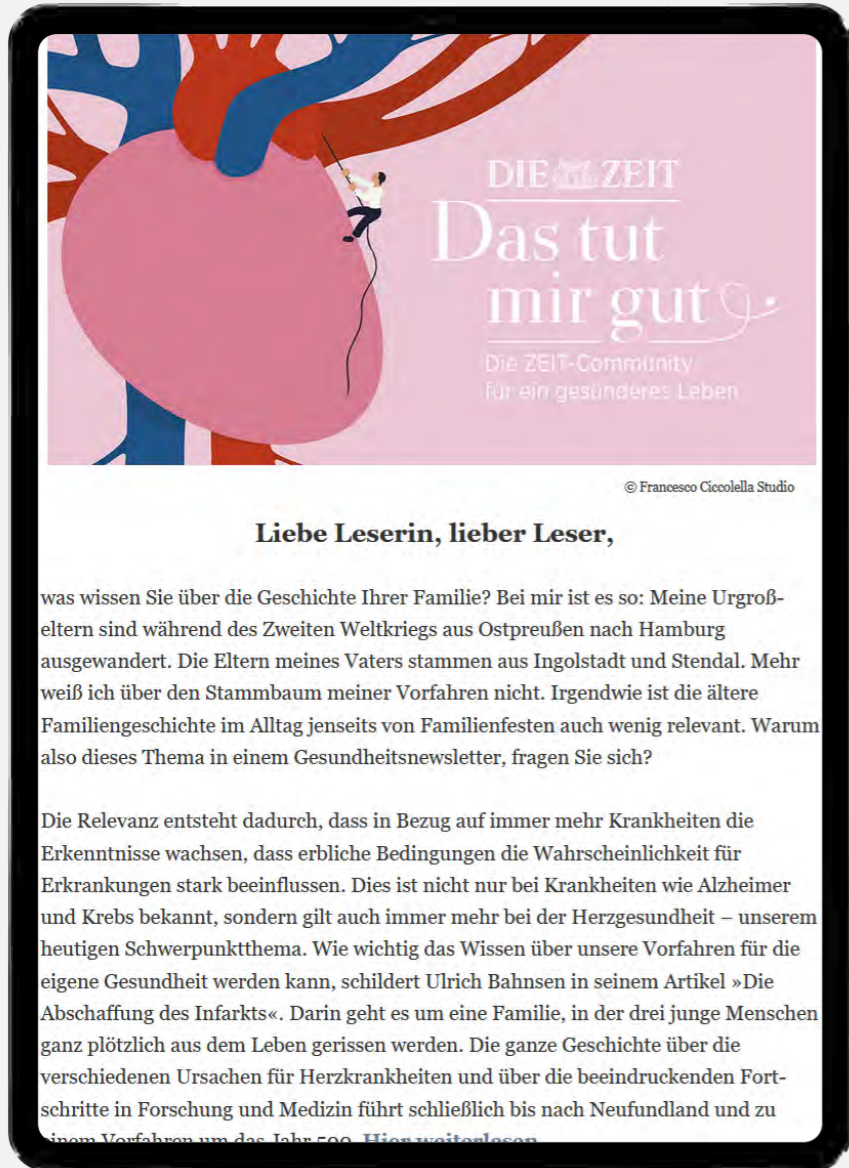 DIE ZEIT
Das tut
mir gut
Die ZEIT-Community
für ein gesünderes Leben
© Francesco Ciccolella Studio
Liebe Leserin, lieber Leser,
was wissen Sie über die Geschichte Ihrer Familie? Bei mir ist es so: Meine Urgroß-
eltern sind während des Zweiten Weltkriegs aus Ostpreußen nach Hamburg
ausgewandert. Die Eltern meines Vaters stammen aus Ingolstadt und Stendal. Mehr
weiß ich über den Stammbaum meiner Vorfahren nicht. Irgendwie ist die ältere
Familiengeschichte im Alltag jenseits von Familienfesten auch wenig relevant. Warum
also dieses Thema in einem Gesundheitsnewsletter, fragen Sie sich?
Die Relevanz entsteht dadurch, dass in Bezug auf immer mehr Krankheiten die
Erkenntnisse wachsen, dass erbliche Bedingungen die Wahrscheinlichkeit für
Erkrankungen stark beeinflussen. Dies ist nicht nur bei Krankheiten wie Alzheimer
und Krebs bekannt, sondern gilt auch immer mehr bei der Herzgesundheit – unserem
heutigen Schwerpunktthema. Wie wichtig das Wissen über unsere Vorfahren für die
eigene Gesundheit werden kann, schildert Ulrich Bahnsen in seinem Artikel »Die
Abschaffung des Infarkts«. Darin geht es um eine Familie, in der drei junge Menschen
ganz plötzlich aus dem Leben gerissen werden. Die ganze Geschichte über die
verschiedenen Ursachen für Herzkrankheiten und über die beeindruckenden Fort-
schritte in Forschung und Medizin führt schließlich bis nach Neufundland und zu
einem Vorfahren um das Jahr 500. Hier weiterlesen